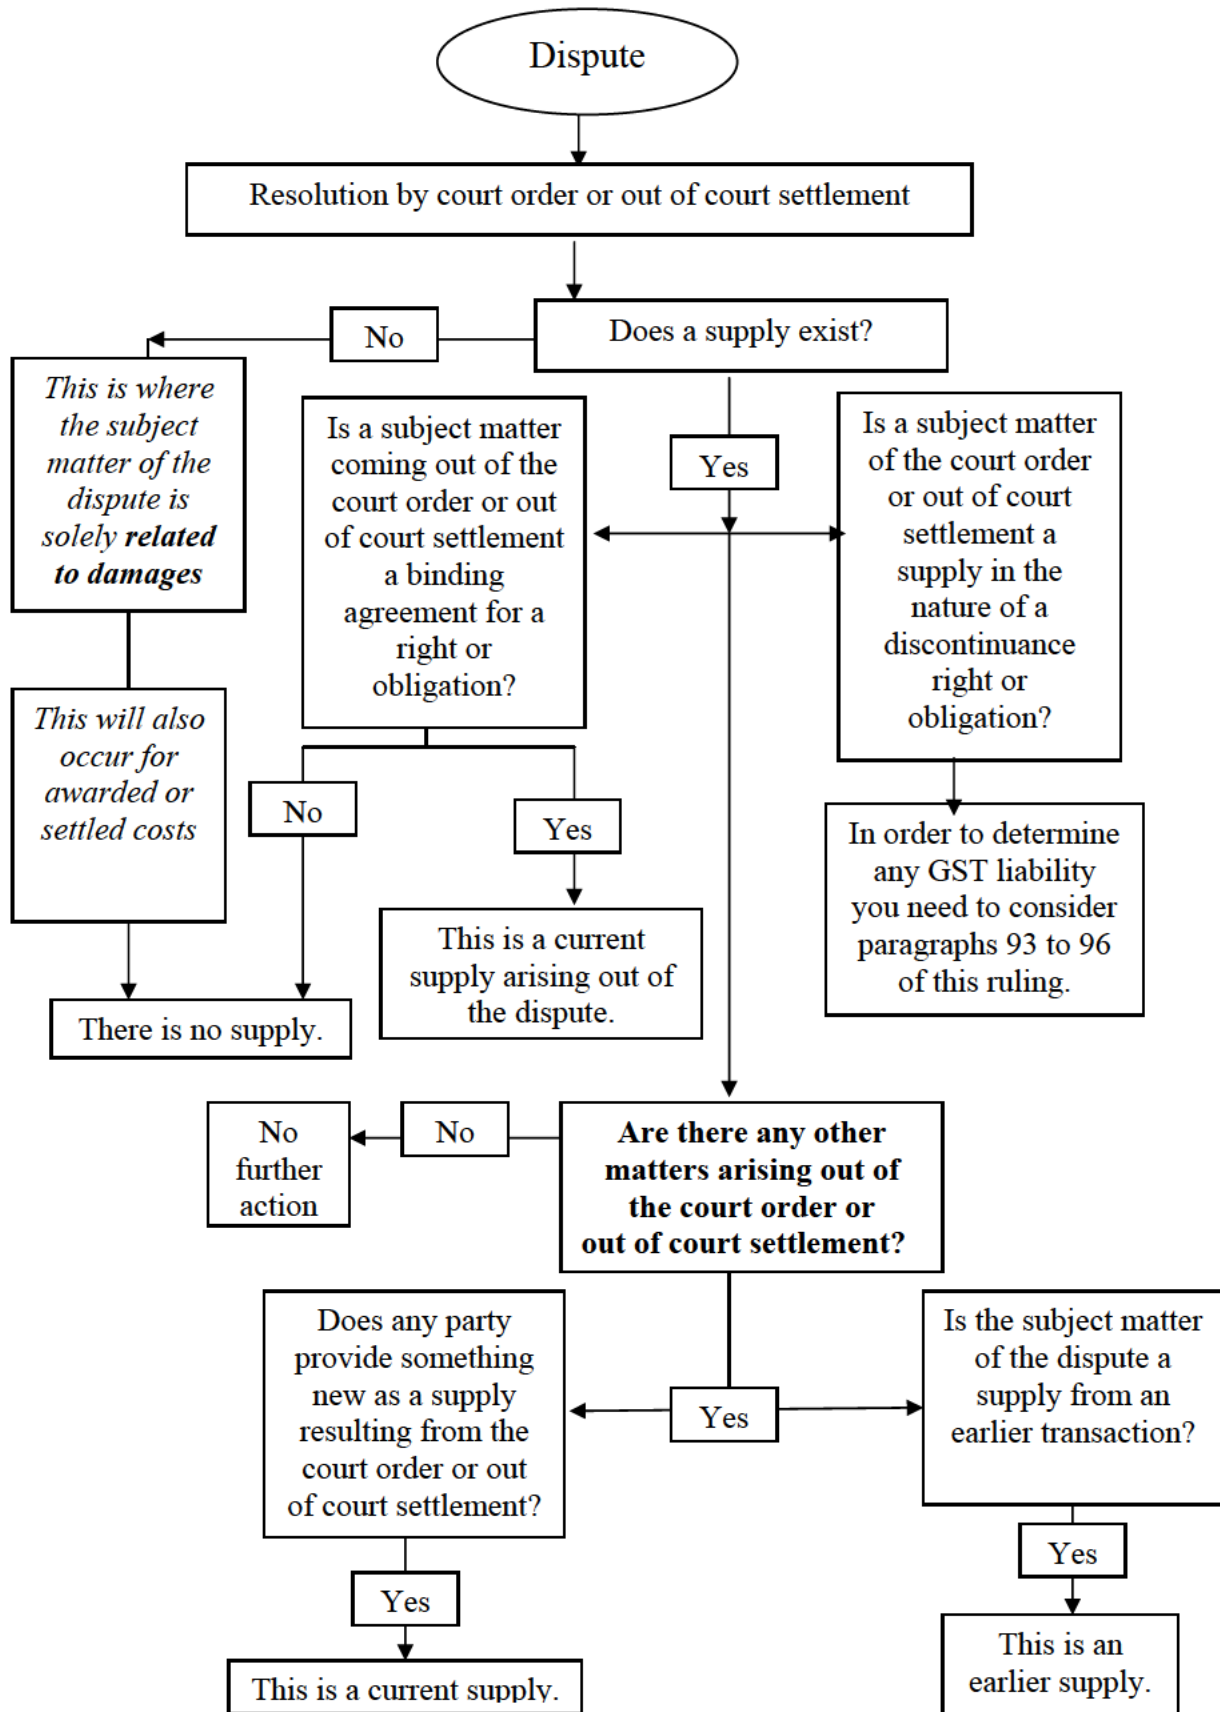 Dispute
Resolution by court order or out of court settlement
Does a supply exist?
No
This is where
the subject
matter of the
dispute is
solely related
to damages
This will also
occur for
awarded or
settled costs
Yes
Is a subject matter
coming out of the
court order or out
of court settlement
a binding
agreement for a
right or
obligation?
No
Yes
There is no supply.
This is a current
supply arising out of
the dispute.
Is a subject matter
of the court order
or out of court
settlement a
supply in the
nature of a
discontinuance
right or
obligation?
In order to determine
any GST liability
you need to consider
paragraphs 93 to 96
of this ruling.
Are there any other
matters arising out of
the court order or
out of court settlement?
No
No
further
action
Yes
Does any party
provide something
new as a supply
resulting from the
court order or out
of court settlement?
Yes
This is a current supply.
Is the subject matter
of the dispute a
supply from an
earlier transaction?
Yes
This is an
earlier supply.